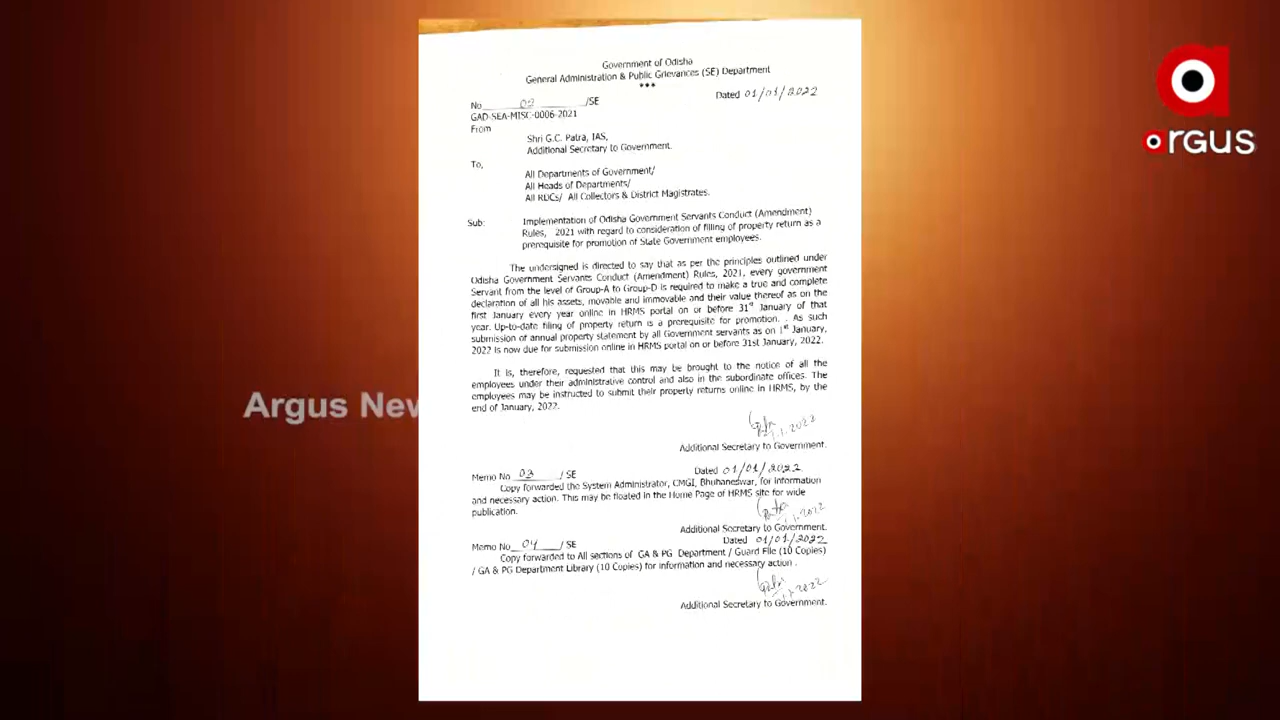 Government of Odisha
General Administration & Public Grievances (SE) Department
***
No 02 /SE
Dated 01/01/2022
GAD-SEA-MISC-0006-2021
From
Shri G.C. Patra, IAS,
Additional Secretary to Government.
To,
All Departments of Government/
All Heads of Departments/
All RDCs/ All Collectors & District Magistrates.
Sub: Implementation of Odisha Government Servants Conduct (Amendment)
Rules, 2021 with regard to consideration of filling of property return as a
prerequisite for promotion of State Government employees.
The undersigned is directed to say that as per the principles outlined under
Odisha Government Servants Conduct (Amendment) Rules, 2021, every government
Servant from the level of Group-A to Group-D is required to make a true and complete
declaration of all his assets, movable and immovable and their value thereof as on the
first January every year online in HRMS portal on or before 31st January of that
year. Up-to-date filing of property return is a prerequisite for promotion. . As such
submission of annual property statement by all Government servants as on 1st January,
2022 is now due for submission online in HRMS portal on or before 31st January, 2022.
It is, therefore, requested that this may be brought to the notice of all the
employees under their administrative control and also in the subordinate offices. The
employees may be instructed to submit their property returns online in HRMS, by the
end of January, 2022.
Additional Secretary to Government.
Memo No 03 / SE
Dated 01/01/2022
Copy forwarded the System Administrator, CMGI, Bhubaneswar, for information
and necessary action. This may be floated in the Home Page of HRMS site for wide
publication.
Additional Secretary to Government.
Memo No 04 / SE
Dated 01/01/2022
Copy forwarded to All sections of GA & PG Department / Guard File (10 Copies)
/ GA & PG Department Library (10 Copies) for information and necessary action .
Additional Secretary to Government.
Argus New
argus